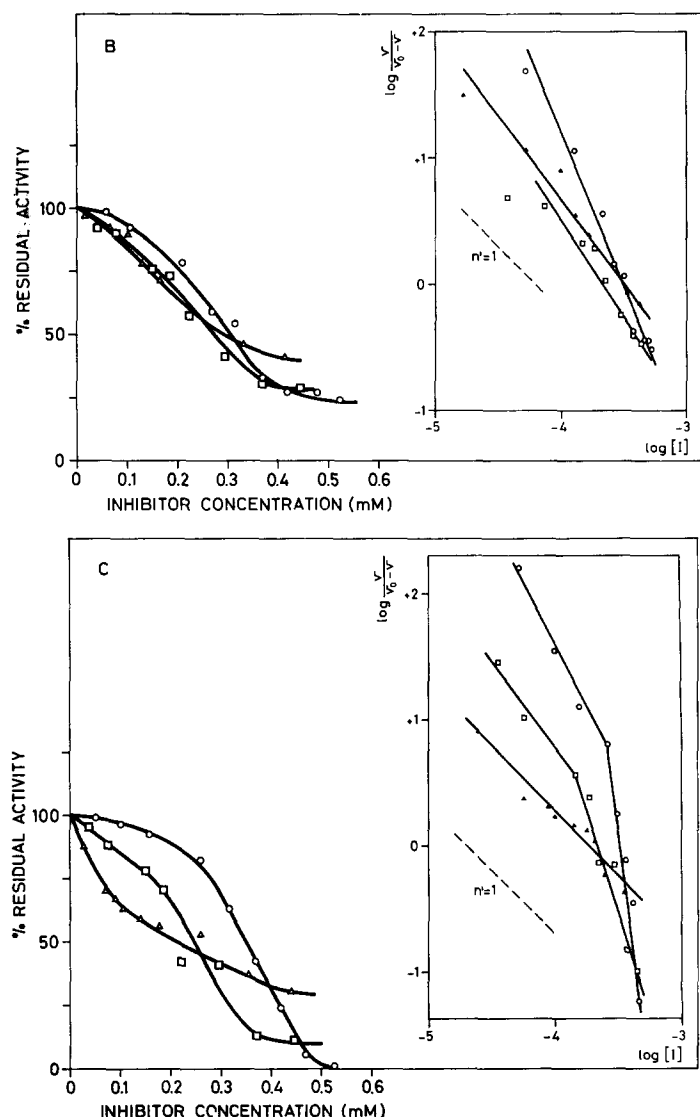 B
% RESIDUAL ACTIVITY
100
50
0
0 0.1 0.2 0.3 0.4 0.5 0.6
INHIBITOR CONCENTRATION (mM)
log v/(v₀-v)
+2
+1
0
-1
n'=1
-5 -4 -3
log [I]
C
% RESIDUAL ACTIVITY
100
50
0
0 0.1 0.2 0.3 0.4 0.5 0.6
INHIBITOR CONCENTRATION (mM)
log v/(v₀-v)
+2
+1
0
-1
n'=1
-5 -4 -3
log [I]